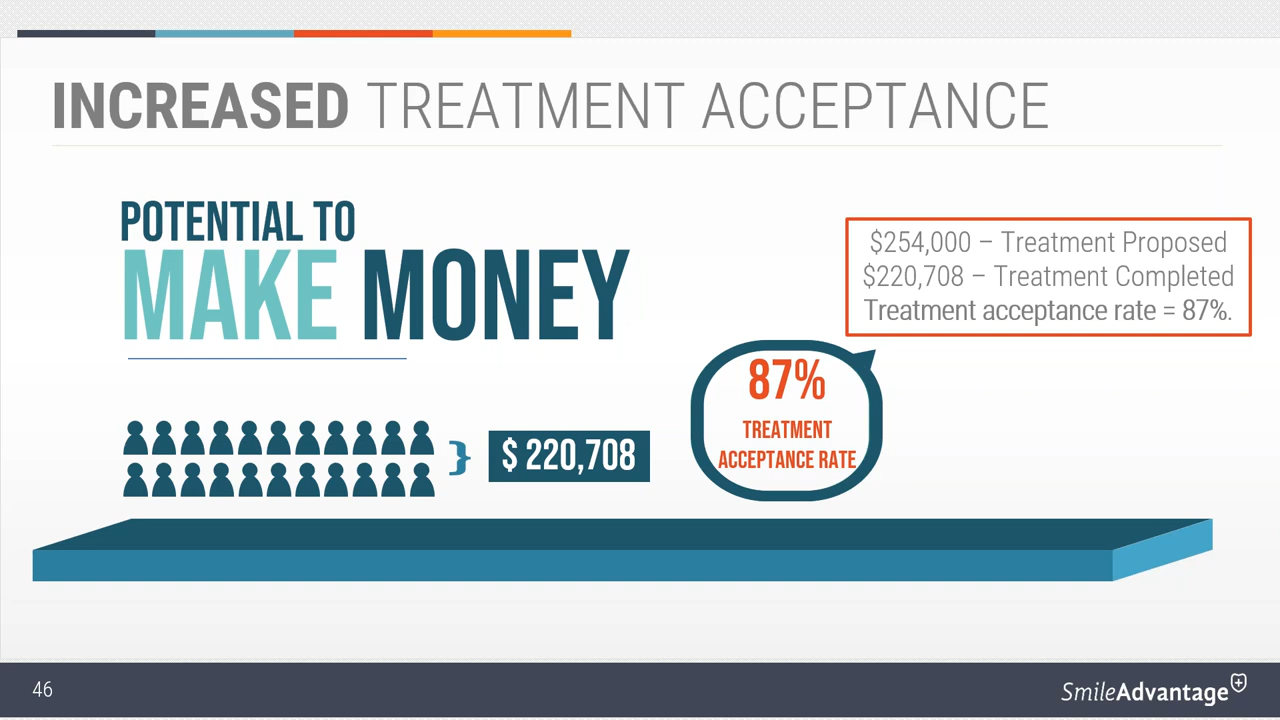 INCREASED TREATMENT ACCEPTANCE
POTENTIAL TO
MAKE MONEY
$254,000 – Treatment Proposed
$220,708 – Treatment Completed
Treatment acceptance rate = 87%.
87%
TREATMENT
ACCEPTANCE RATE
} $ 220,708
46
SmileAdvantage